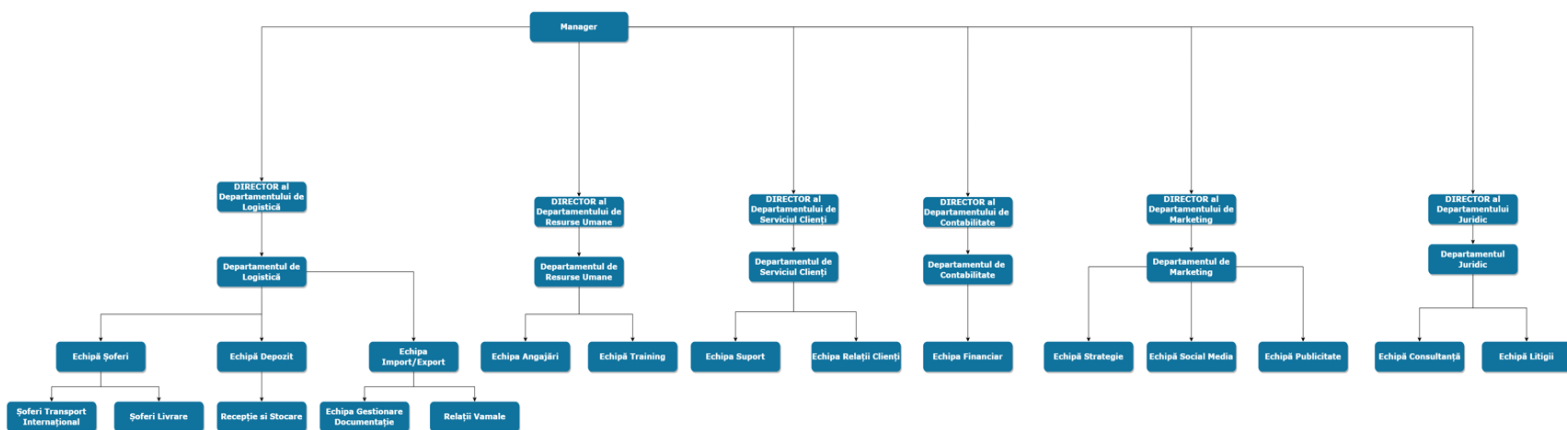 Manager
DIRECTOR al
Departamentului de
Logistică
DIRECTOR al
Departamentului de
Resurse Umane
DIRECTOR al
Departamentului de
Serviciul Clienți
DIRECTOR al
Departamentului de
Contabilitate
DIRECTOR al
Departamentului de
Marketing
DIRECTOR al
Departamentului
Juridic
Departamentul de
Logistică
Departamentul de
Resurse Umane
Departamentul de
Serviciul Clienți
Departamentul de
Contabilitate
Departamentul de
Marketing
Departamentul
Juridic
Echipă Șoferi
Echipă Depozit
Echipa
Import/Export
Echipa Angajări
Echipă Training
Echipa Suport
Echipa Relații Clienți
Echipa Financiar
Echipă Strategie
Echipă Social Media
Echipă Publicitate
Echipă Consultanță
Echipă Litigii
Șoferi Transport
Internațional
Șoferi Livrare
Recepție si Stocare
Echipa Gestionare
Documentație
Relații Vamale